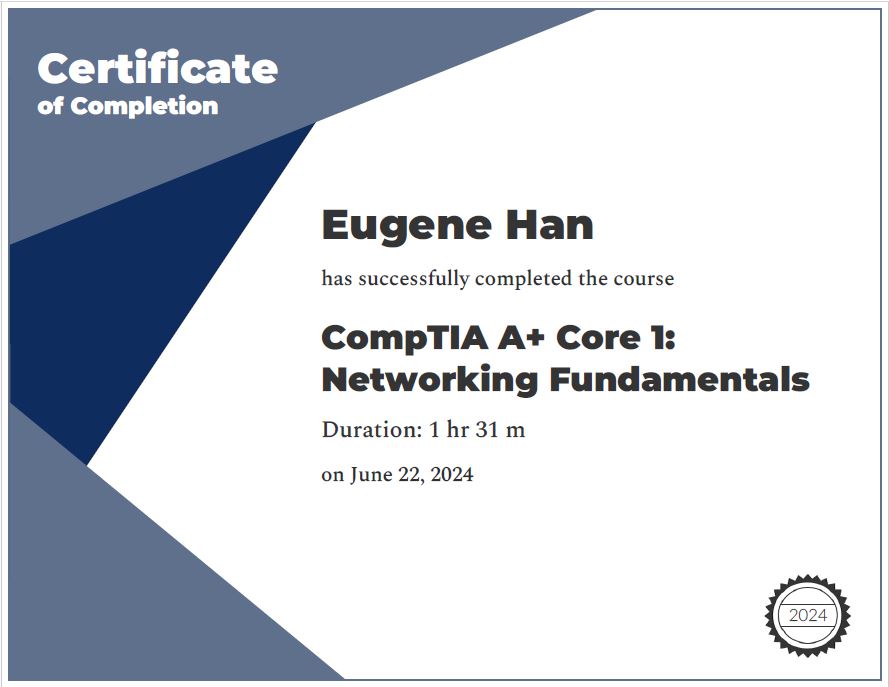 Certificate
of Completion
Eugene Han
has successfully completed the course
CompTIA A+ Core 1:
Networking Fundamentals
Duration: 1 hr 31 m
on June 22, 2024
2024